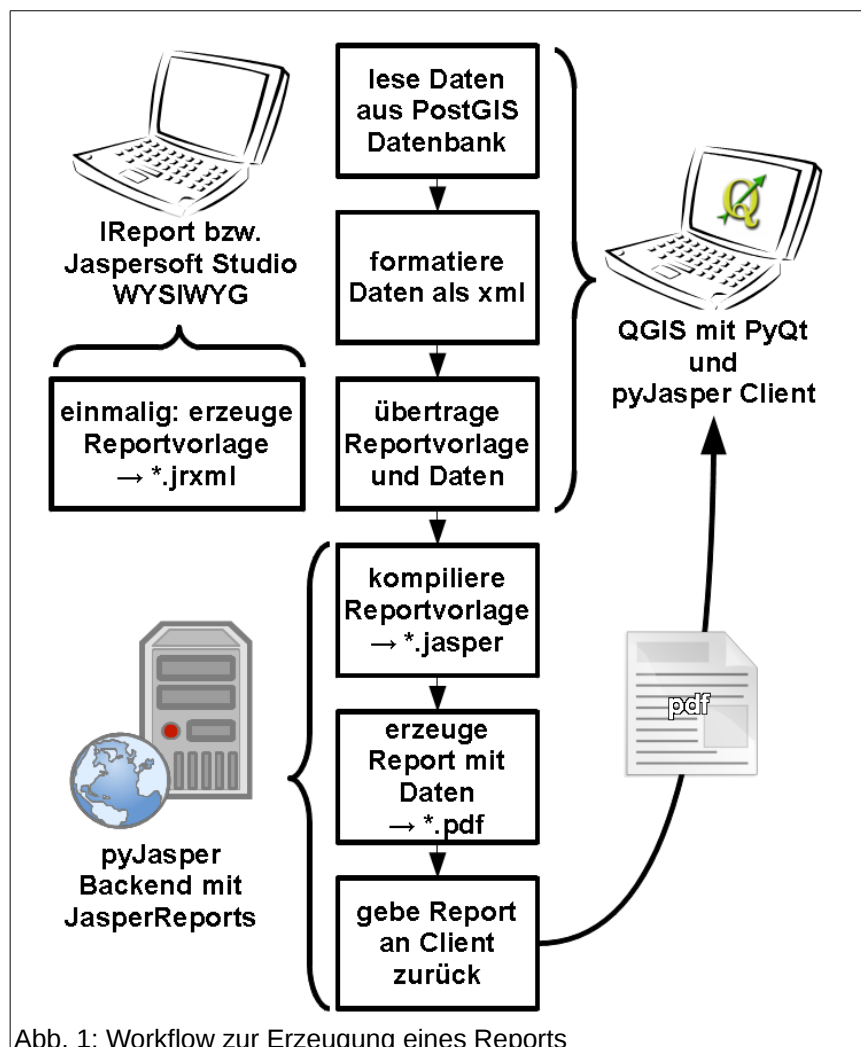 lese Daten
aus PostGIS
Datenbank
IReport bzw.
Jaspersoft Studio
WYSIWYG
formatiere
Daten als xml
Q
QGIS mit PyQt
und
pyJasper Client
einmalig: erzeuge
Reportvorlage
→ *.jrxml
übertrage
Reportvorlage
und Daten
kompiliere
Reportvorlage
→ *.jasper
erzeuge
Report mit
Daten
→ *.pdf
pdf
pyJasper
Backend mit
JasperReports
gebe Report
an Client
zurück
Abb. 1: Workflow zur Erzeugung eines Reports